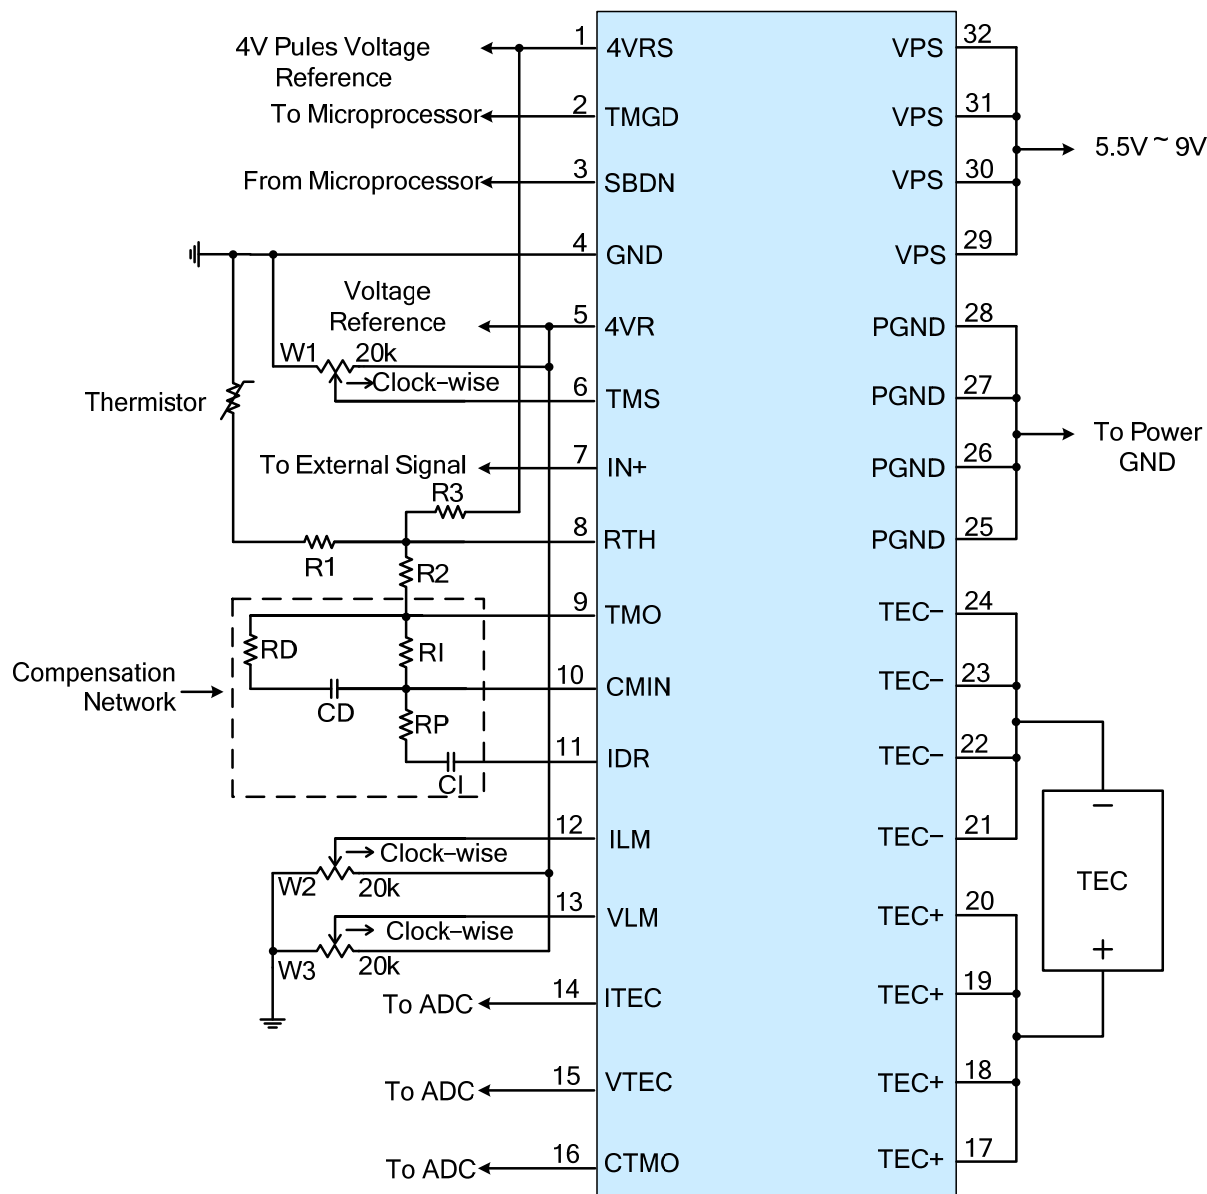 4V Pules Voltage
Reference
1
4VRS
To Microprocessor
2
TMGD
From Microprocessor
3
SBDN
4
GND
Voltage
Reference
5
4VR
W1
20k
Clock-wise
6
TMS
Thermistor
To External Signal
7
IN+
R3
8
RTH
R1
R2
9
TMO
RD
RI
Compensation
Network
10
CMIN
CD
RP
11
IDR
CI
12
ILM
Clock-wise
W2
20k
13
VLM
Clock-wise
W3
20k
To ADC
14
ITEC
To ADC
15
VTEC
To ADC
16
CTMO
VPS
32
VPS
31
5.5V ~ 9V
VPS
30
VPS
29
PGND
28
PGND
27
To Power
GND
PGND
26
PGND
25
TEC-
24
TEC-
23
TEC-
22
TEC-
21
−
TEC
+
TEC+
20
TEC+
19
TEC+
18
TEC+
17